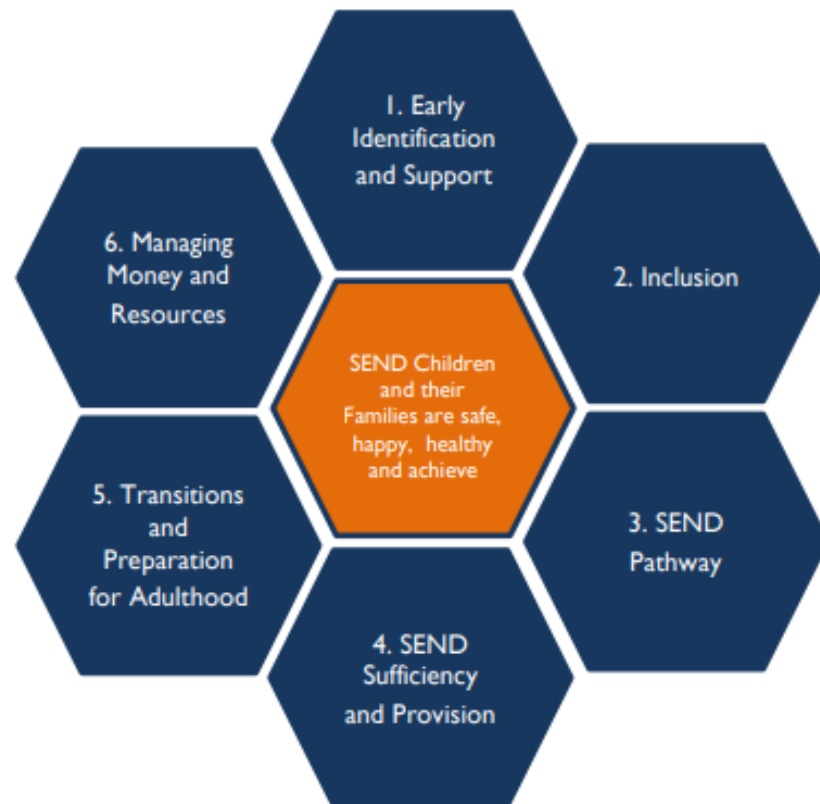 1. Early
Identification
and Support
2. Inclusion
3. SEND
Pathway
4. SEND
Sufficiency
and Provision
5. Transitions
and
Preparation
for Adulthood
6. Managing
Money and
Resources
SEND Children
and their
Families are safe,
happy, healthy
and achieve